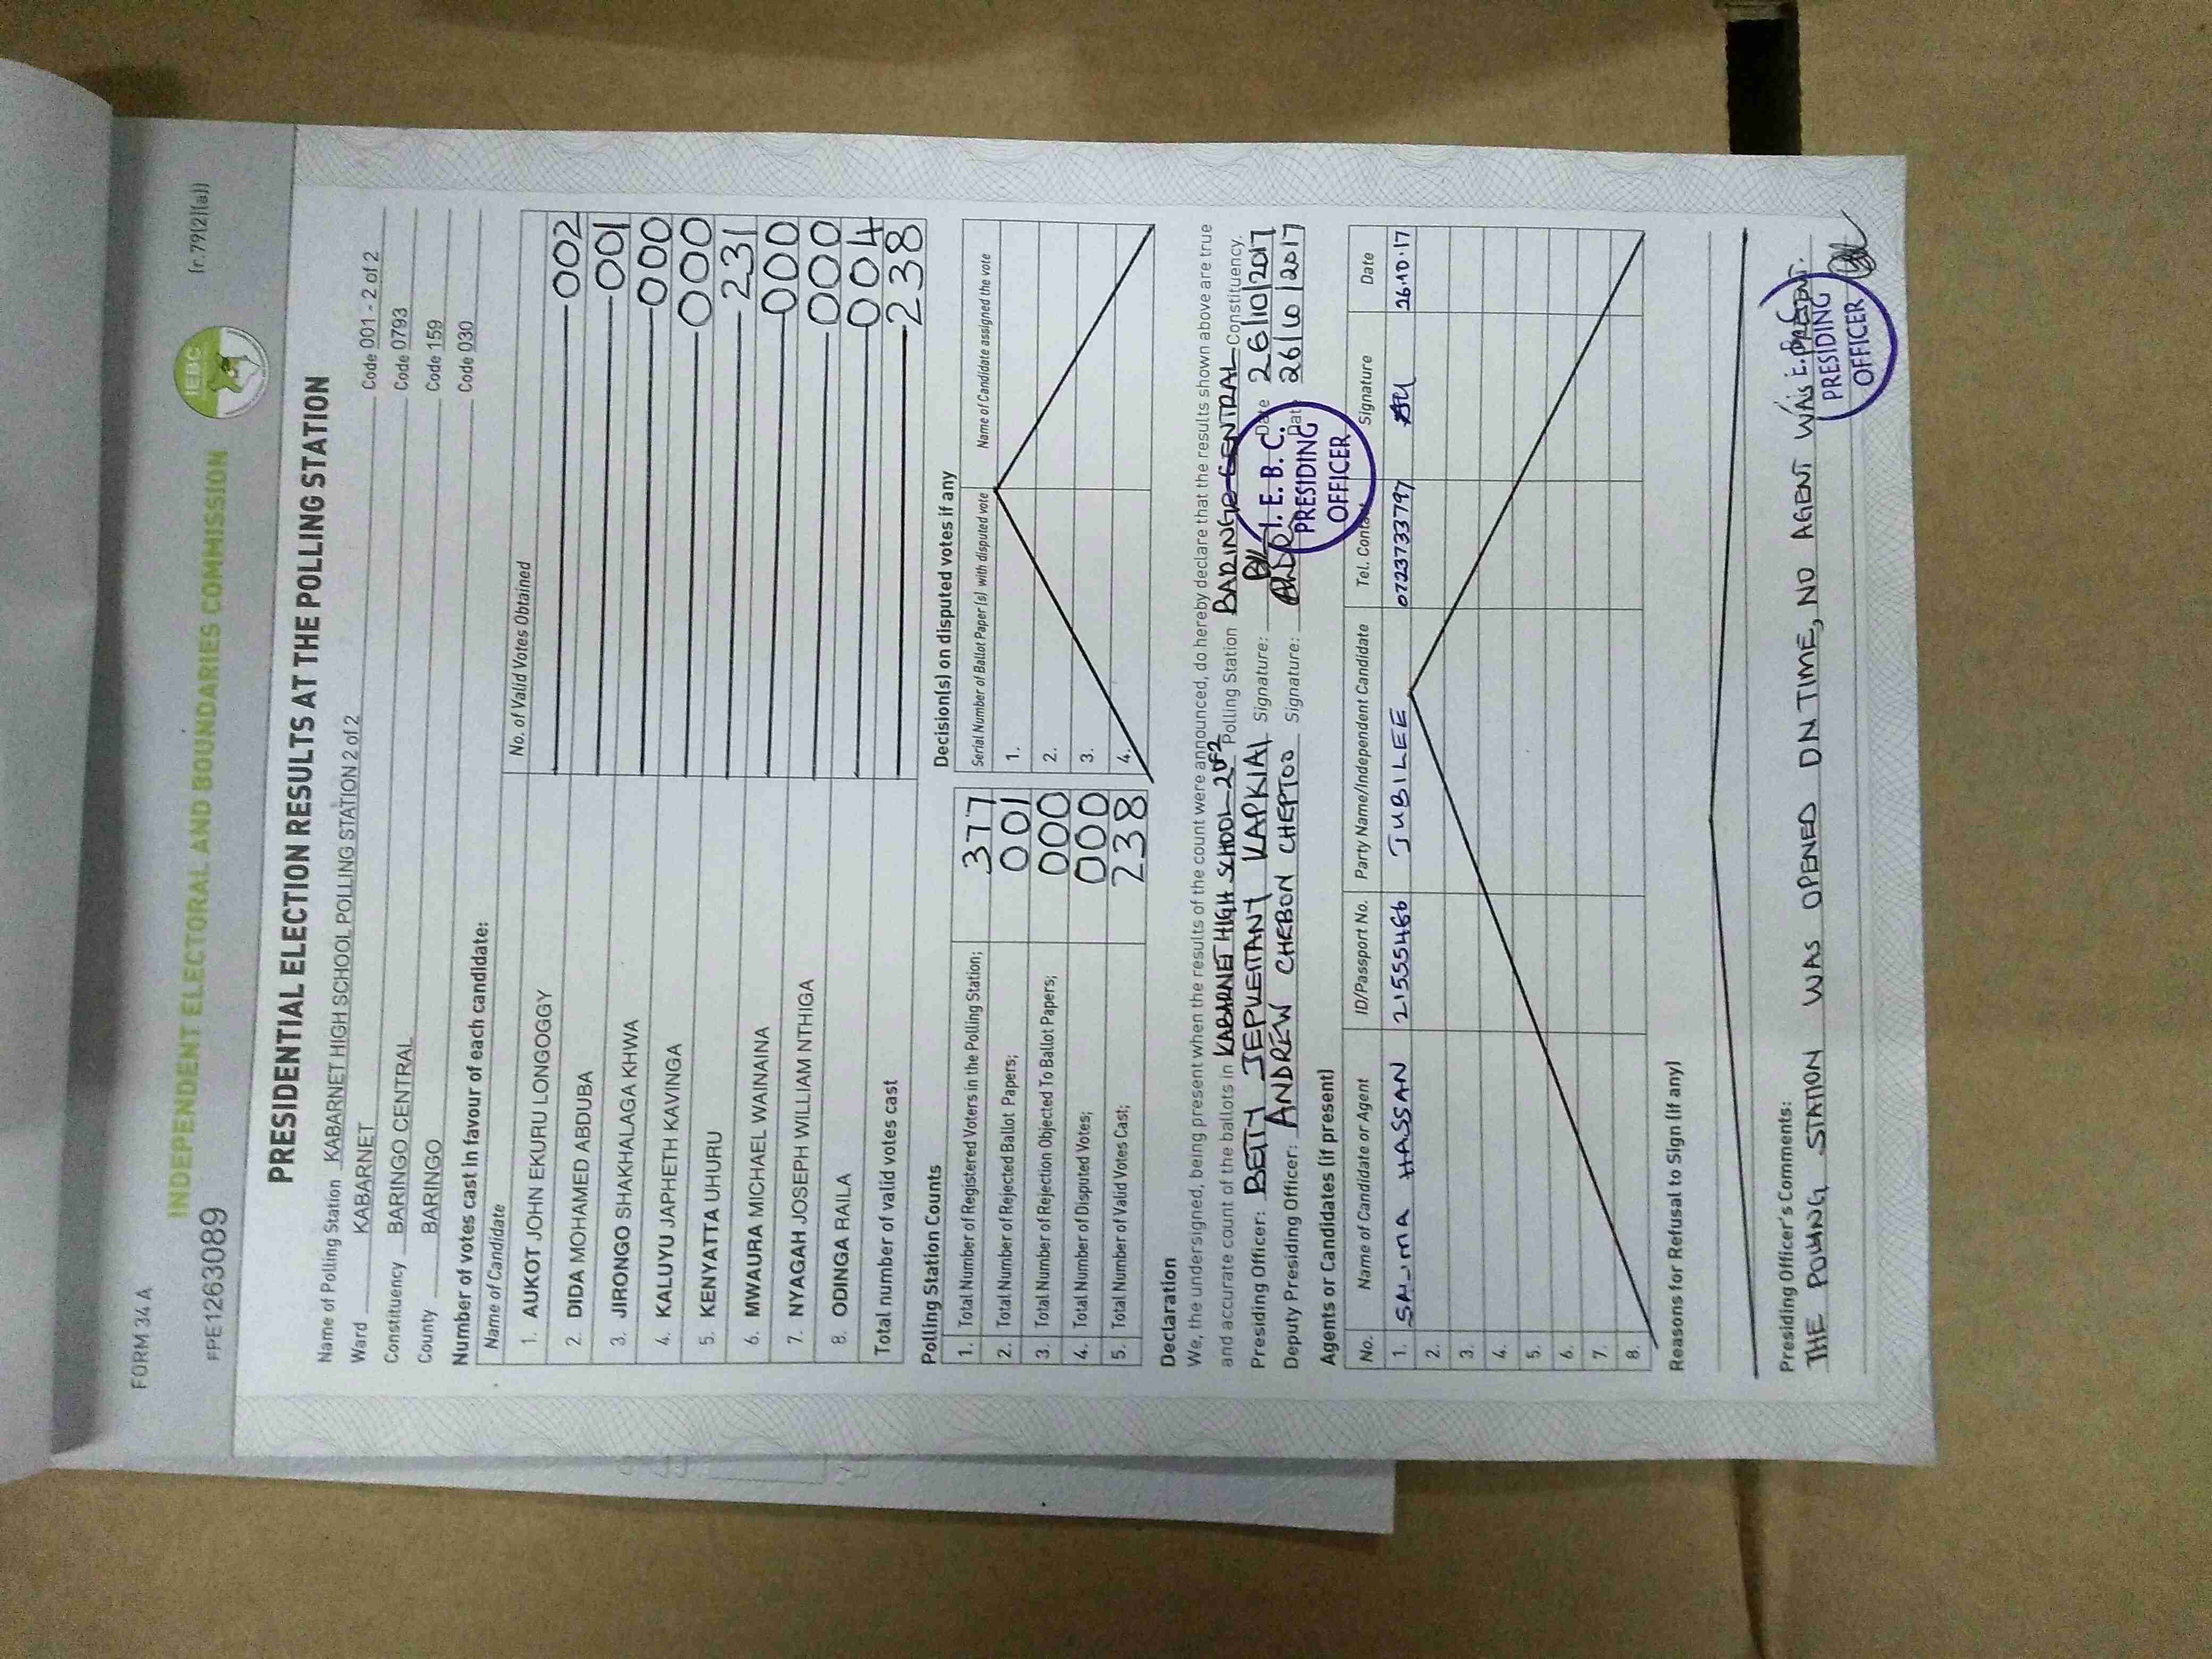 FORM 34 A
(r.79(2)(a))
IEBC
INDEPENDENT ELECTORAL AND BOUNDARIES COMMISSION
PRESIDENTIAL ELECTION RESULTS AT THE POLLING STATION
Name of Polling Station KABARNET HIGH SCHOOL POLLING STATION 2 of 2 Code 001 - 2 of 2
Ward KABARNET Code 0793
Constituency BARINGO CENTRAL Code 159
County BARINGO Code 030
Number of votes cast in favour of each candidate:
Name of Candidate No. of Valid Votes Obtained
1. AUKOT JOHN EKURU LONGOGGY 002
2. DIDA MOHAMED ABDUBA 001
3. JIRONGO SHAKHALAGA KHWA 000
4. KALUYU JAPHETH KAVINGA 000
5. KENYATTA UHURU 231
6. MWAURA MICHAEL WAINAINA 000
7. NYAGAH JOSEPH WILLIAM NTHIGA 000
8. ODINGA RAILA 004
Total number of valid votes cast 238
Polling Station Counts
1. Total Number of Registered Voters in the Polling Station; 377
2. Total Number of Rejected Ballot Papers; 001
3. Total Number of Rejection Objected To Ballot Papers; 000
4. Total Number of Disputed Votes; 000
5. Total Number of Valid Votes Cast; 238
Decision(s) on disputed votes if any
Serial Number of Ballot Paper(s) with disputed vote Name of Candidate assigned the vote
1.
2.
3.
4.
Declaration
We, the undersigned, being present when the results of the count were announced, do hereby declare that the results shown above are true
and accurate count of the ballots in KABARNET HIGH SCHOOL 2 OF 2 Polling Station BARINGO CENTRAL Constituency.
Presiding Officer: BETTY JEPKEMTANY KAPKIAI Signature: Date 26/10/2017
Deputy Presiding Officer: ANDREW CHEBON CHEPTOO Signature: Date 26/10/2017
I. E. B. C.
PRESIDING
OFFICER
Agents or Candidates (if present)
No. Name of Candidate or Agent ID/Passport No. Party Name/Independent Candidate Tel. Contact Signature Date
1. SALIMA HASSAN 21555466 JUBILEE 0723733797 26.10.17
2.
3.
4.
5.
6.
7.
8.
Reasons for Refusal to Sign (if any)
Presiding Officer's Comments:
THE POLLING STATION WAS OPENED ON TIME, NO AGENT WAS PRESENT.
PRESIDING
OFFICER